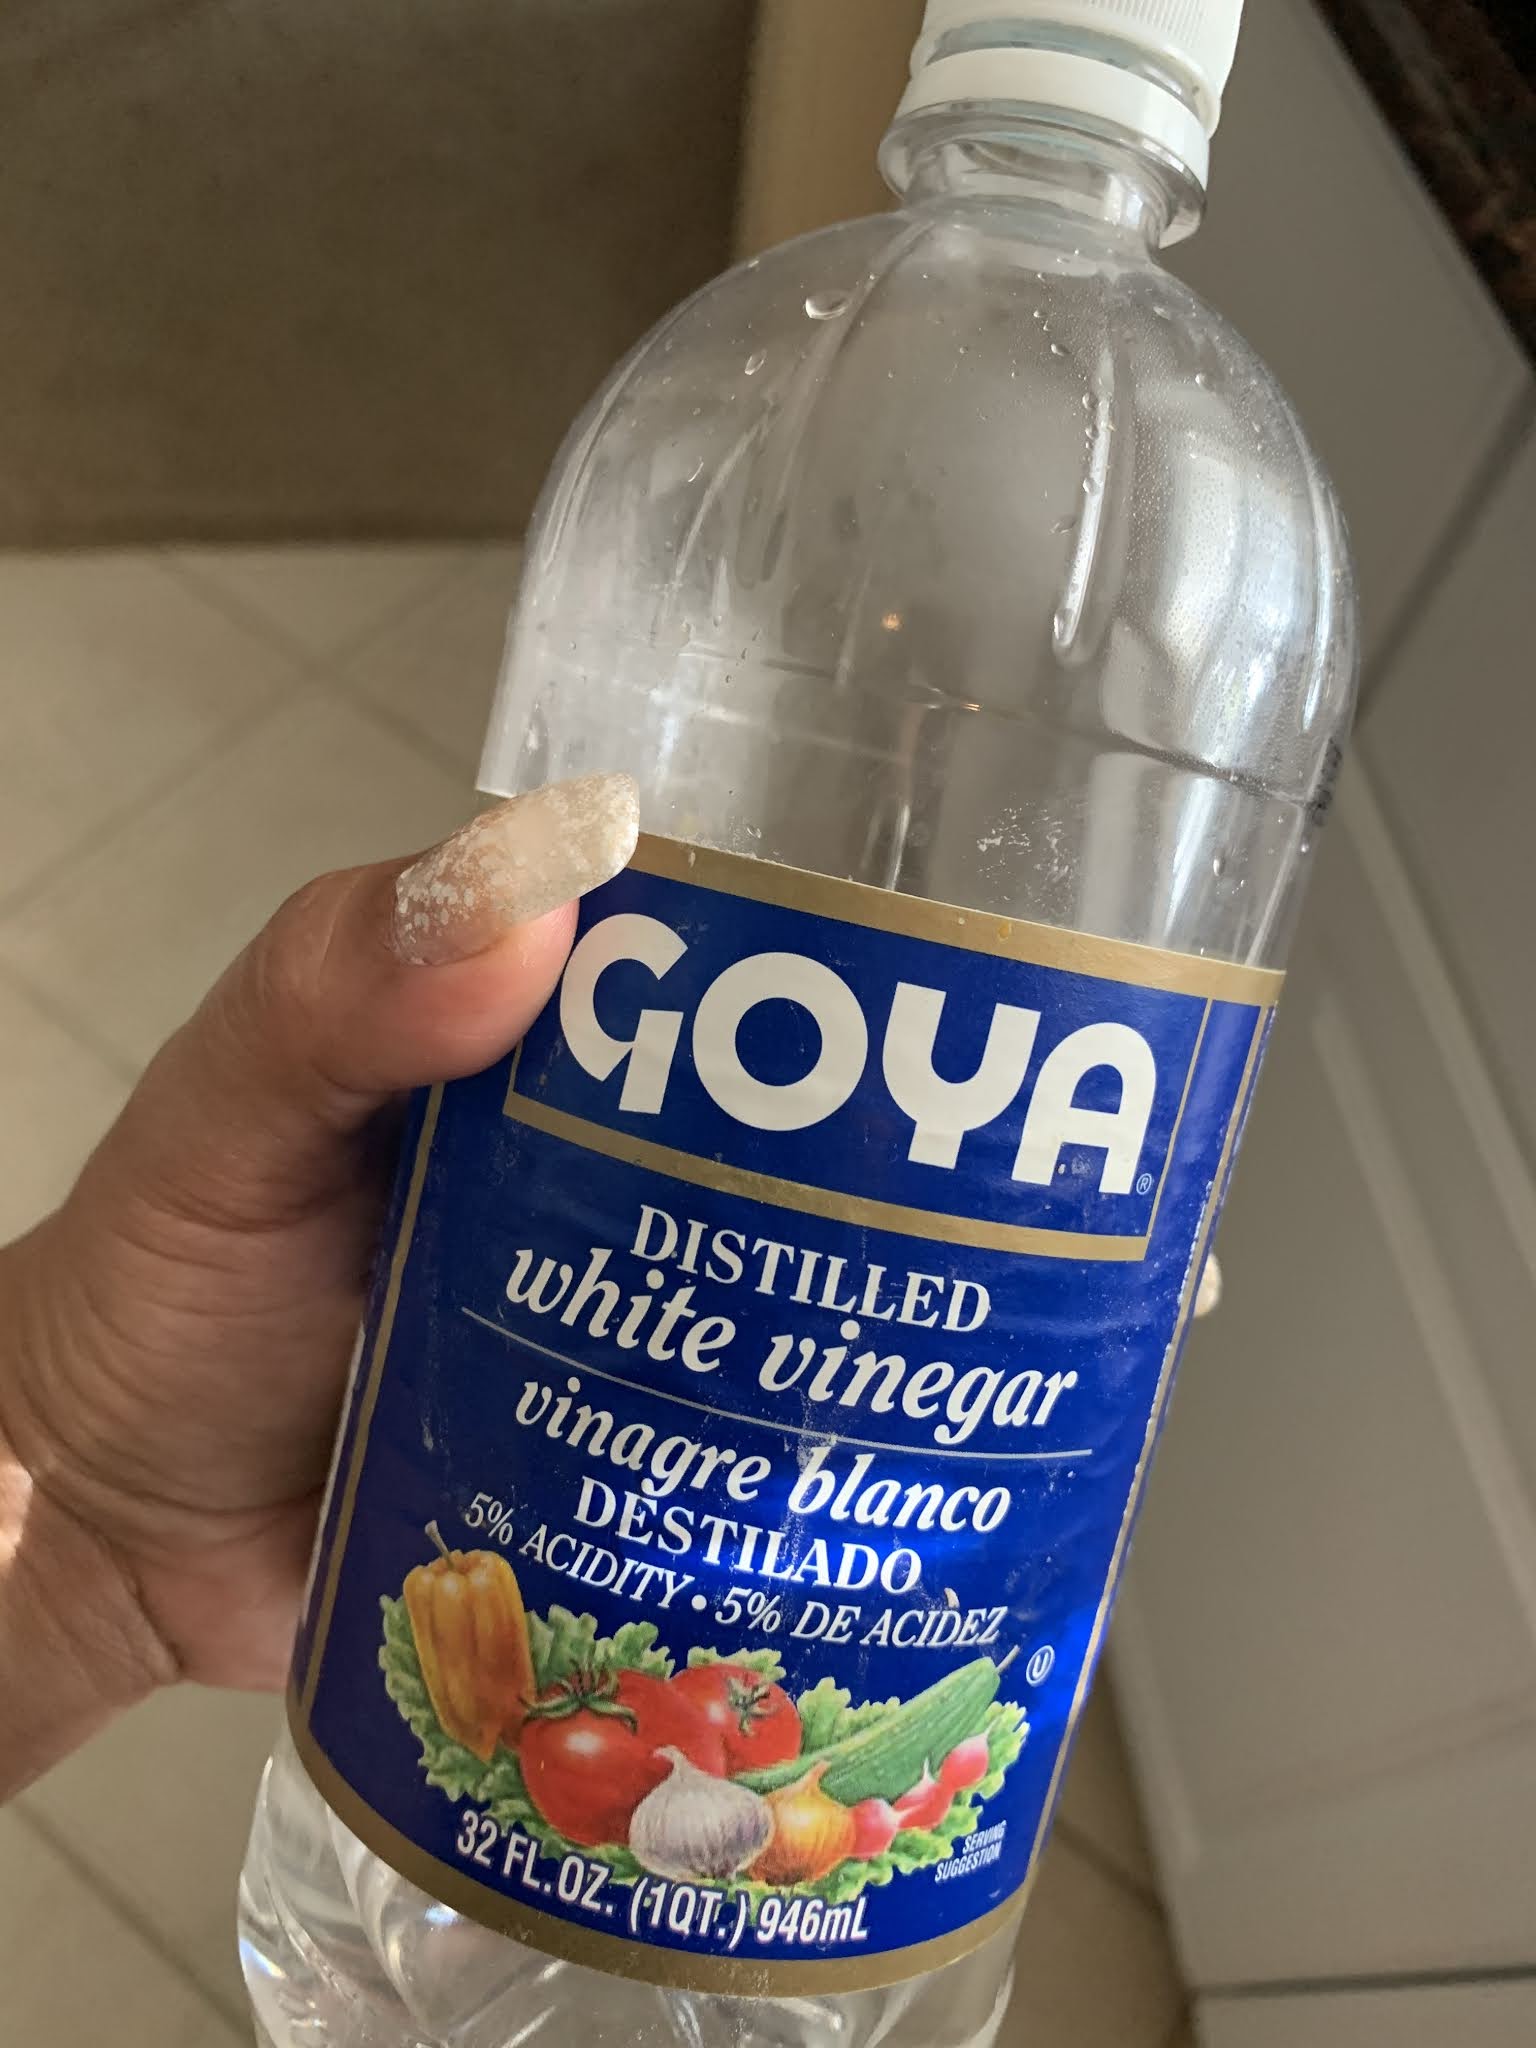 GOYA®
DISTILLED
white vinegar
vinagre blanco
DESTILADO
5% ACIDITY • 5% DE ACIDEZ
U
SERVING
SUGGESTION
32 FL.OZ. (1QT.) 946mL